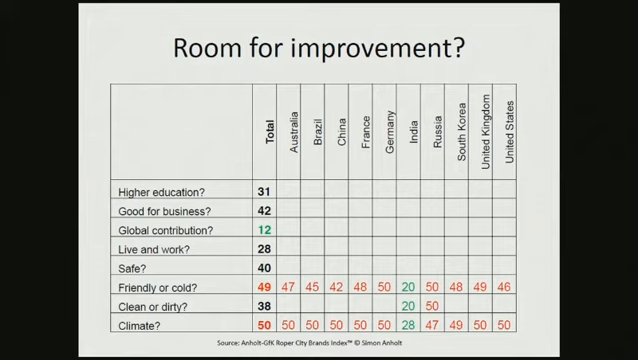 Room for improvement?
Total Australia Brazil China France Germany India Russia South Korea United Kingdom United States
Higher education? 31
Good for business? 42
Global contribution? 12
Live and work? 28
Safe? 40
Friendly or cold? 49 47 45 42 48 50 20 50 48 49 46
Clean or dirty? 38 20 50
Climate? 50 50 50 50 50 50 28 47 49 50 50
Source: Anholt-GfK Roper City Brands Index™ © Simon Anholt